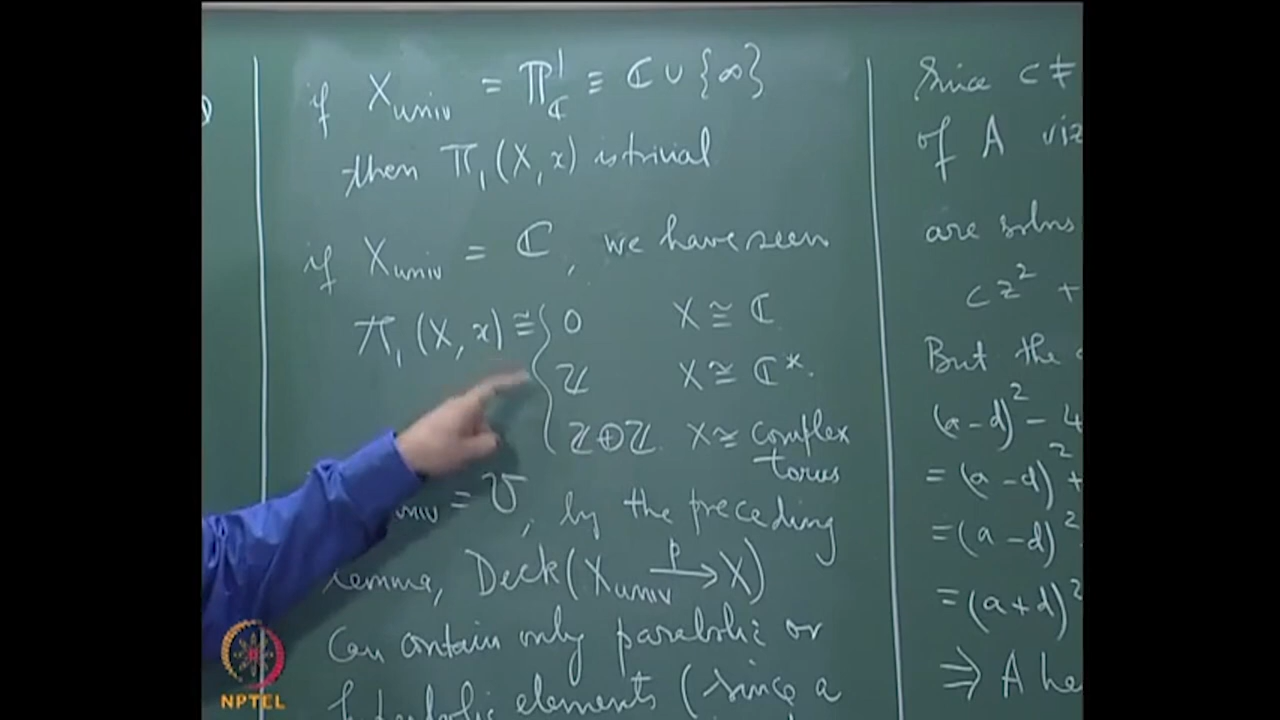 if X_univ = ℙ¹_ℂ ≡ ℂ ∪ {∞}
then π₁(X, x) is trivial
if X_univ = ℂ, we have seen
π₁(X, x) ≅ { 0 X ≅ ℂ
ℤ X ≅ ℂ*.
ℤ⊕ℤ. X ≅ complex
torus
univ = U, by the preceding
lemma, Deck(X_univ →^p X)
Can contain only parabolic or
elements (since a
Since c ≠
of A viz
are solns
cz² +
But the
(a-d)² - 4
= (a-d)² +
= (a-d)²
= (a+d)²
⇒ A he
NPTEL